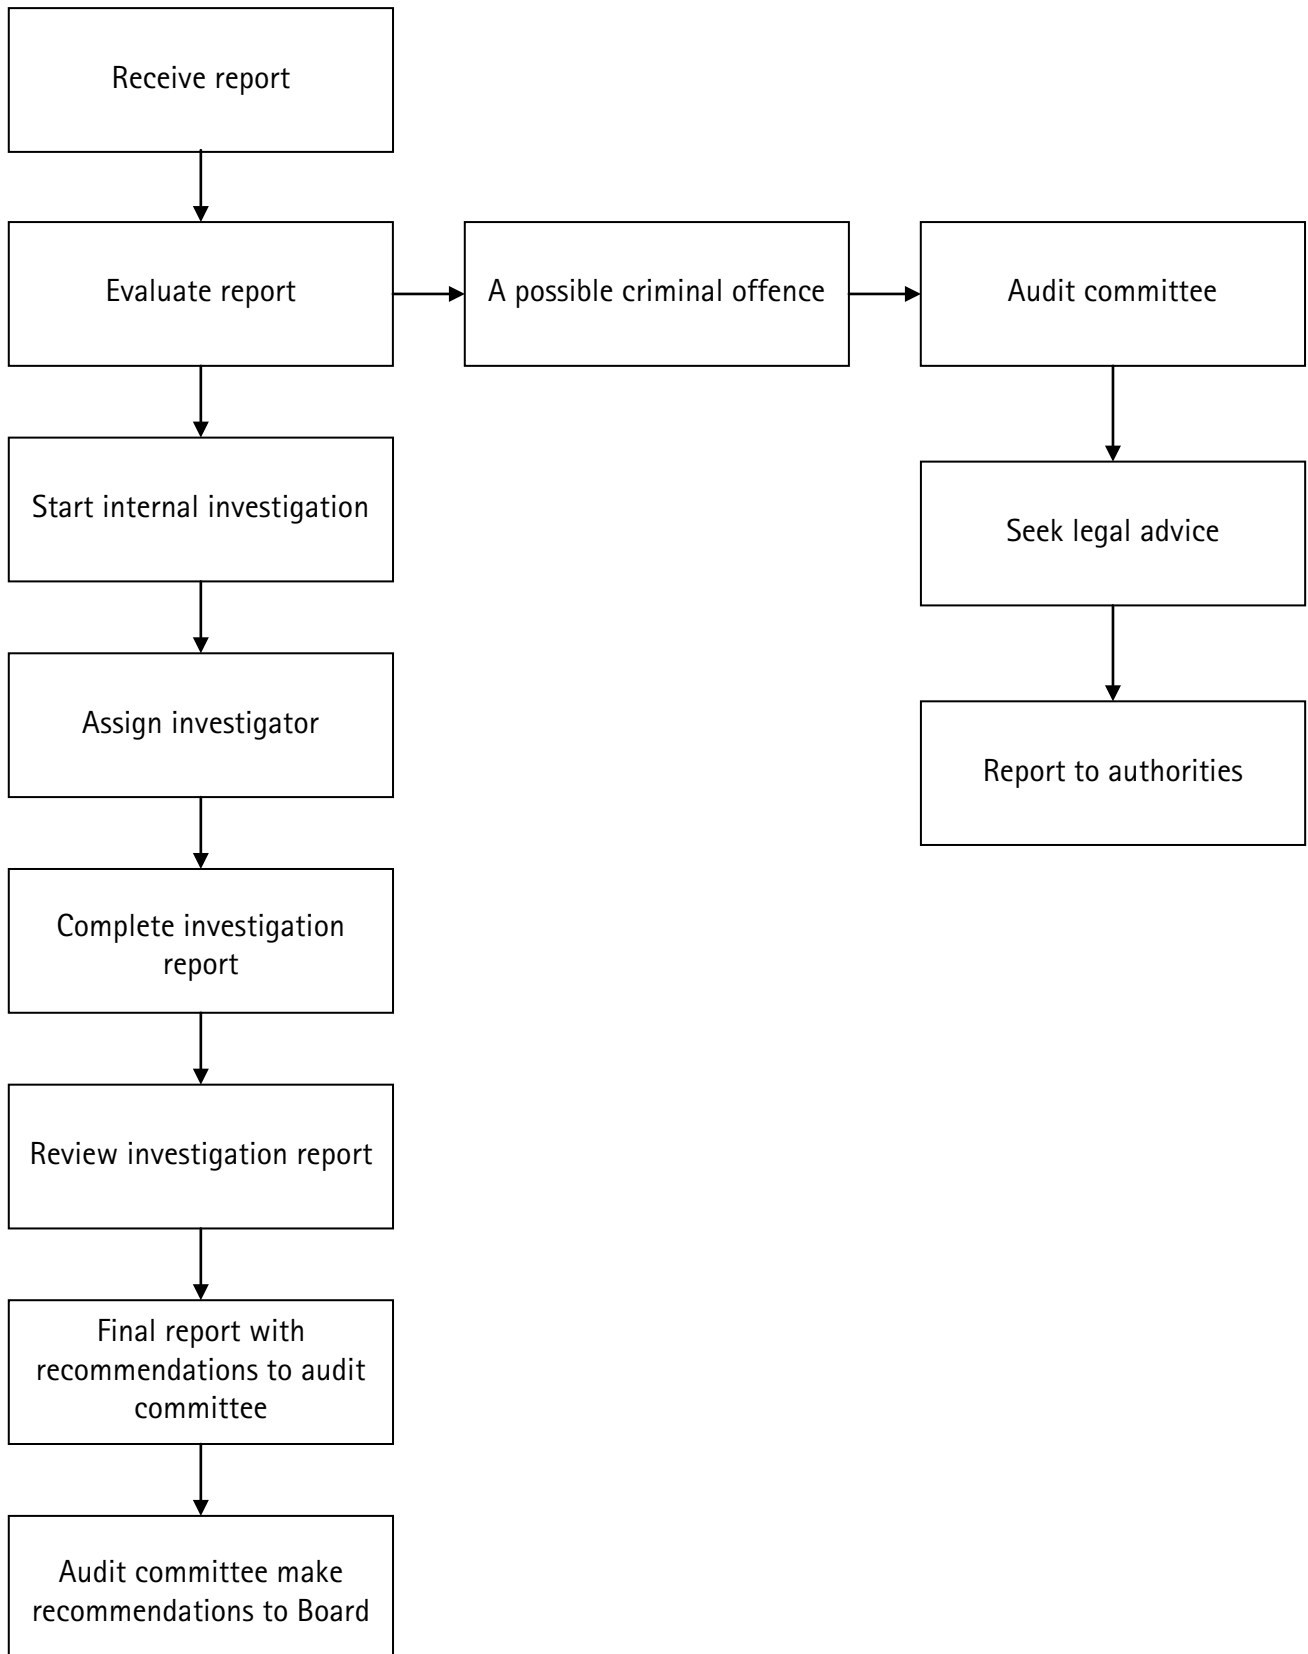 Receive report
Evaluate report
A possible criminal offence
Audit committee
Start internal investigation
Seek legal advice
Assign investigator
Report to authorities
Complete investigation
report
Review investigation report
Final report with
recommendations to audit
committee
Audit committee make
recommendations to Board